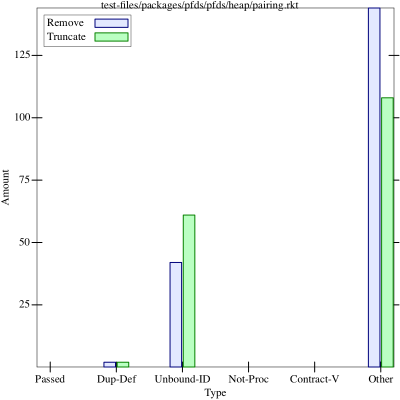 test-files/packages/pfds/pfds/heap/pairing.rkt
Remove
Truncate
125
100
75
50
25
Amount
Passed Dup-Def Unbound-ID Not-Proc Contract-V Other
Type